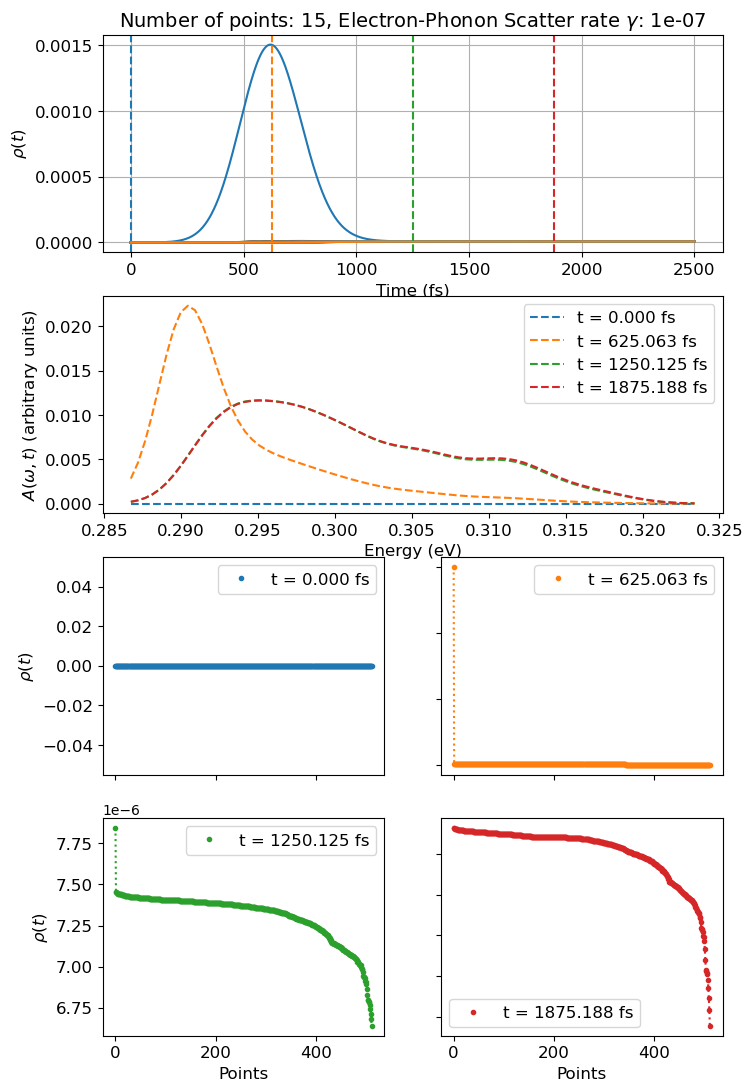 Number of points: 15, Electron-Phonon Scatter rate γ: 1e-07
0.0015
0.0010
0.0005
0.0000
ρ(t)
0 500 1000 1500 2000 2500
Time (fs)
0.020
0.015
0.010
0.005
0.000
A(ω, t) (arbitrary units)
t = 0.000 fs
t = 625.063 fs
t = 1250.125 fs
t = 1875.188 fs
0.285 0.290 0.295 0.300 0.305 0.310 0.315 0.320 0.325
Energy (eV)
0.04
0.02
0.00
−0.02
−0.04
ρ(t)
t = 0.000 fs
t = 625.063 fs
1e−6
7.75
7.50
7.25
7.00
6.75
ρ(t)
t = 1250.125 fs
0 200 400
Points
t = 1875.188 fs
0 200 400
Points